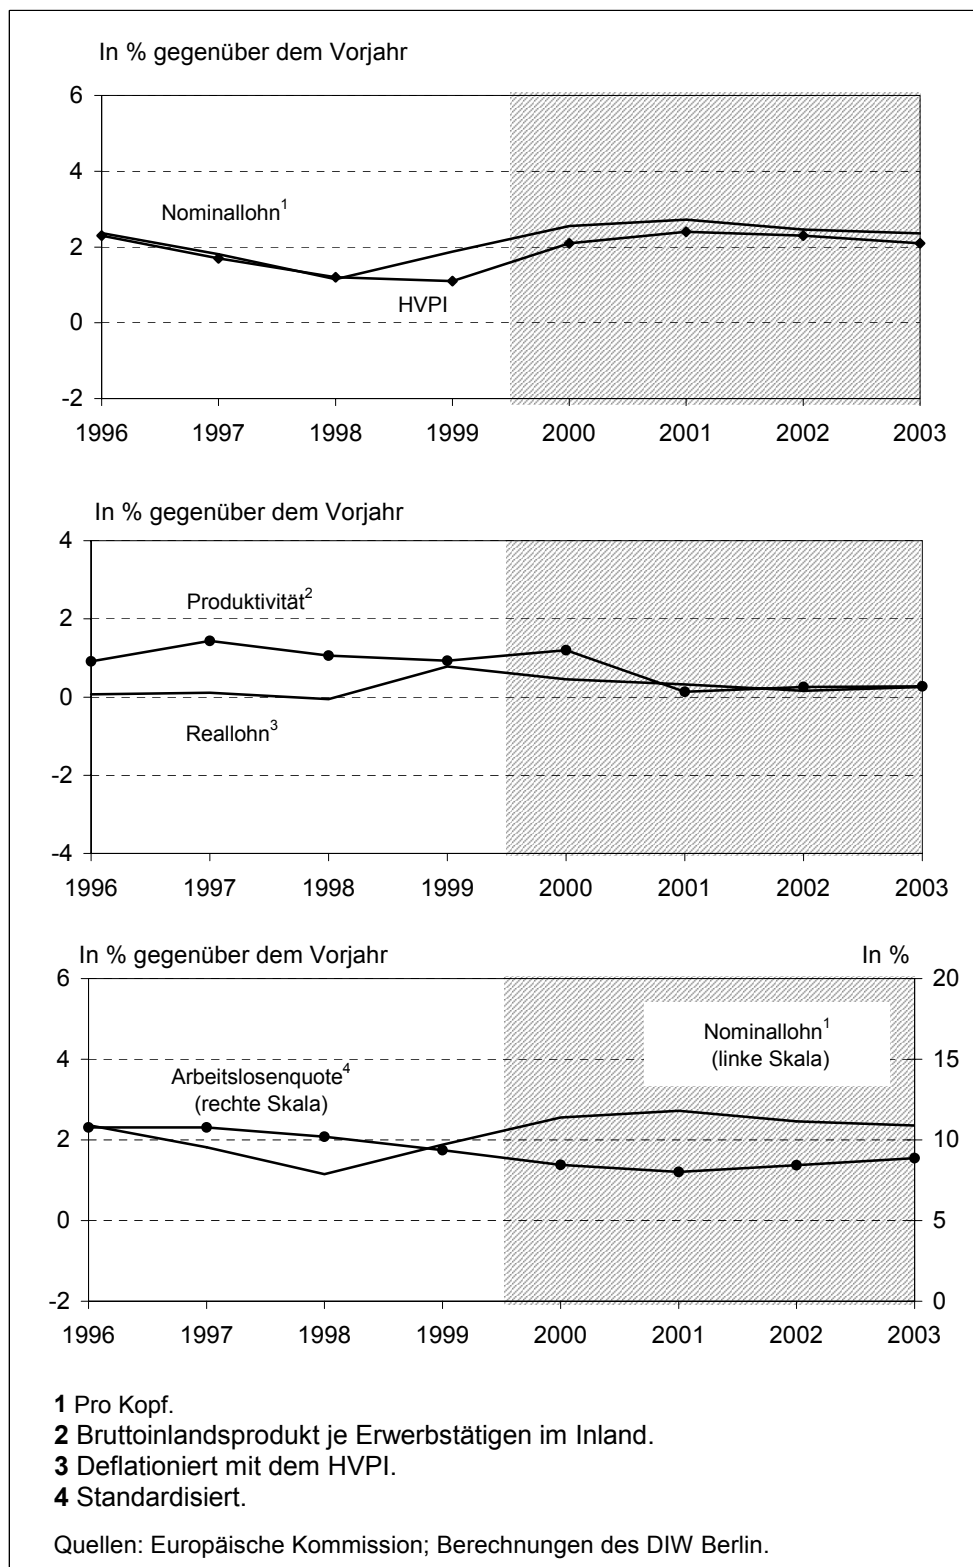 In % gegenüber dem Vorjahr
6
4
Nominallohn1
2
HVPI
0
-2
1996 1997 1998 1999 2000 2001 2002 2003
In % gegenüber dem Vorjahr
4
Produktivität2
2
0
Reallohn3
-2
-4
1996 1997 1998 1999 2000 2001 2002 2003
In % gegenüber dem Vorjahr In %
6 20
Nominallohn1
(linke Skala)
4 15
Arbeitslosenquote4
(rechte Skala)
2 10
0 5
-2 0
1996 1997 1998 1999 2000 2001 2002 2003
1 Pro Kopf.
2 Bruttoinlandsprodukt je Erwerbstätigen im Inland.
3 Deflationiert mit dem HVPI.
4 Standardisiert.
Quellen: Europäische Kommission; Berechnungen des DIW Berlin.